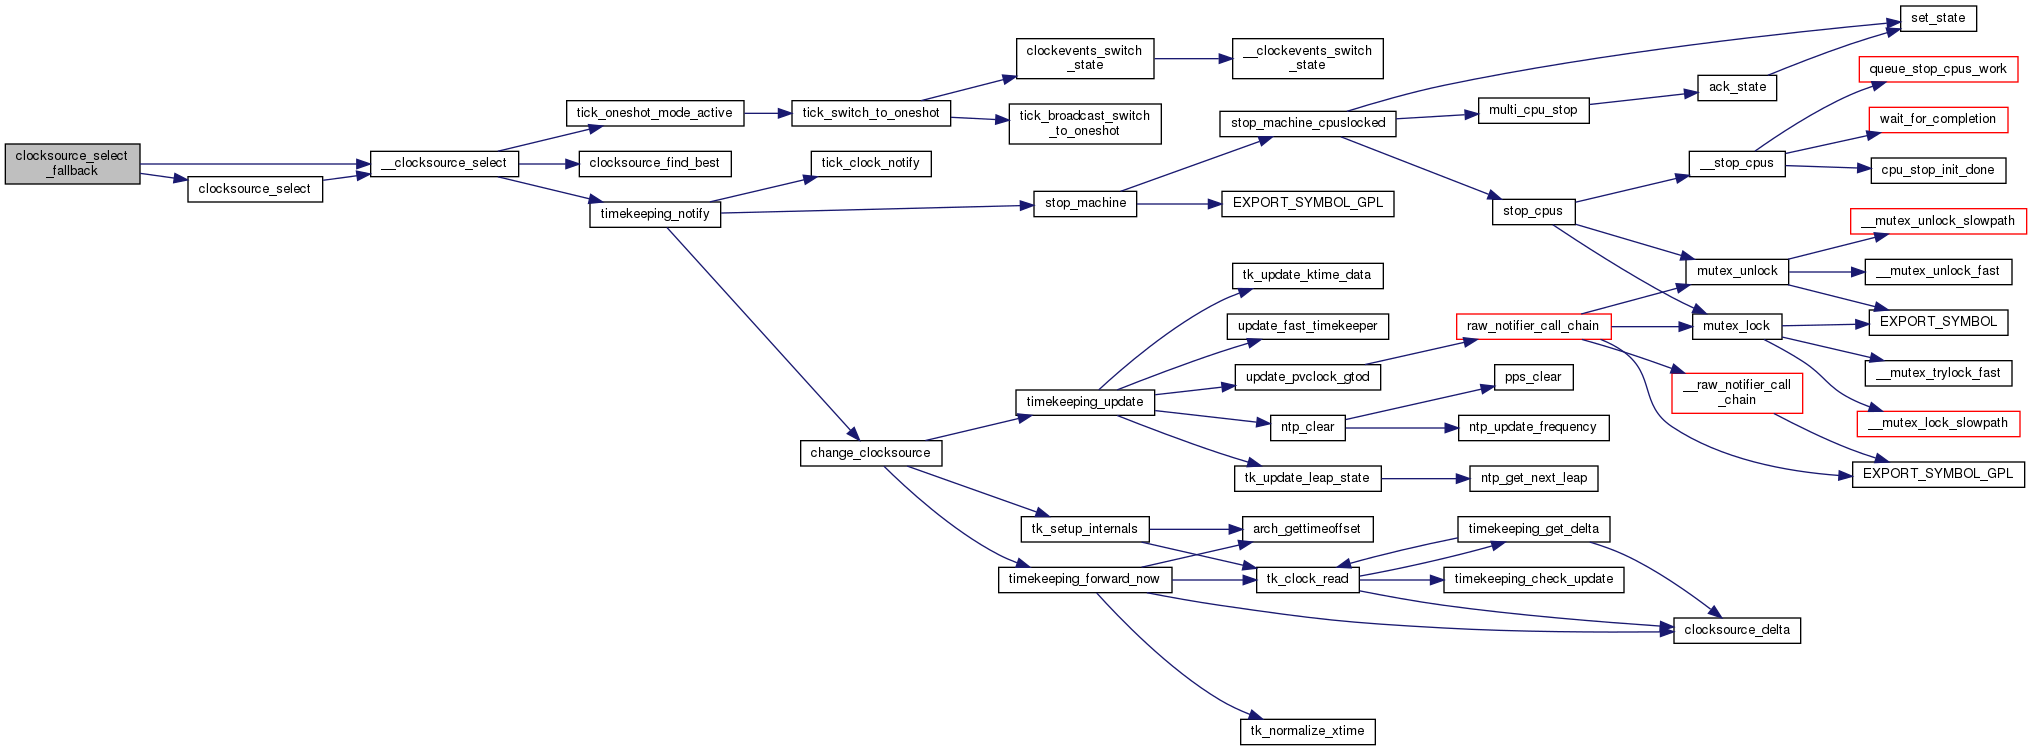 clocksource_select
_fallback
clocksource_select
__clocksource_select
tick_oneshot_mode_active
clocksource_find_best
timekeeping_notify
tick_switch_to_oneshot
tick_clock_notify
change_clocksource
clockevents_switch
_state
tick_broadcast_switch
_to_oneshot
stop_machine
timekeeping_update
tk_setup_internals
timekeeping_forward_now
__clockevents_switch
_state
stop_machine_cpuslocked
EXPORT_SYMBOL_GPL
tk_update_ktime_data
update_fast_timekeeper
update_pvclock_gtod
ntp_clear
tk_update_leap_state
arch_gettimeoffset
tk_clock_read
tk_normalize_xtime
multi_cpu_stop
stop_cpus
raw_notifier_call_chain
pps_clear
ntp_update_frequency
ntp_get_next_leap
timekeeping_get_delta
timekeeping_check_update
ack_state
__stop_cpus
mutex_unlock
mutex_lock
__raw_notifier_call
_chain
clocksource_delta
set_state
queue_stop_cpus_work
wait_for_completion
cpu_stop_init_done
__mutex_unlock_slowpath
__mutex_unlock_fast
EXPORT_SYMBOL
__mutex_trylock_fast
__mutex_lock_slowpath
EXPORT_SYMBOL_GPL